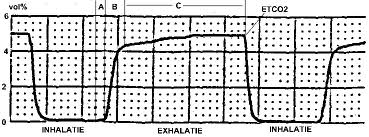 vol%
A B C
ETCO2
6
4
2
0
INHALATIE EXHALATIE INHALATIE